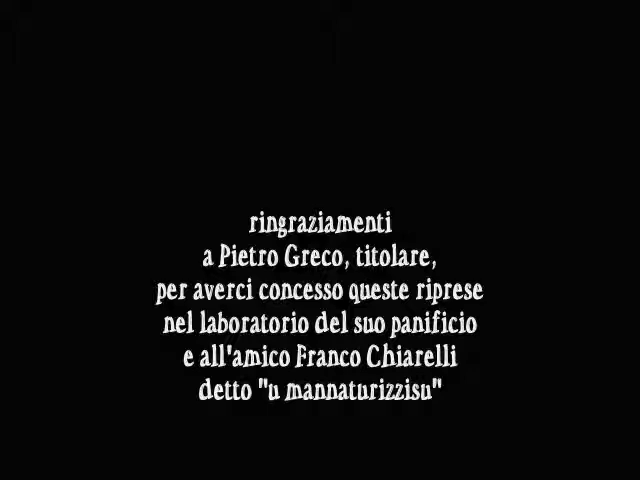 ringraziamenti
a Pietro Greco, titolare,
per averci concesso queste riprese
nel laboratorio del suo panificio
e all'amico Franco Chiarelli
detto "u mannaturizzisu"